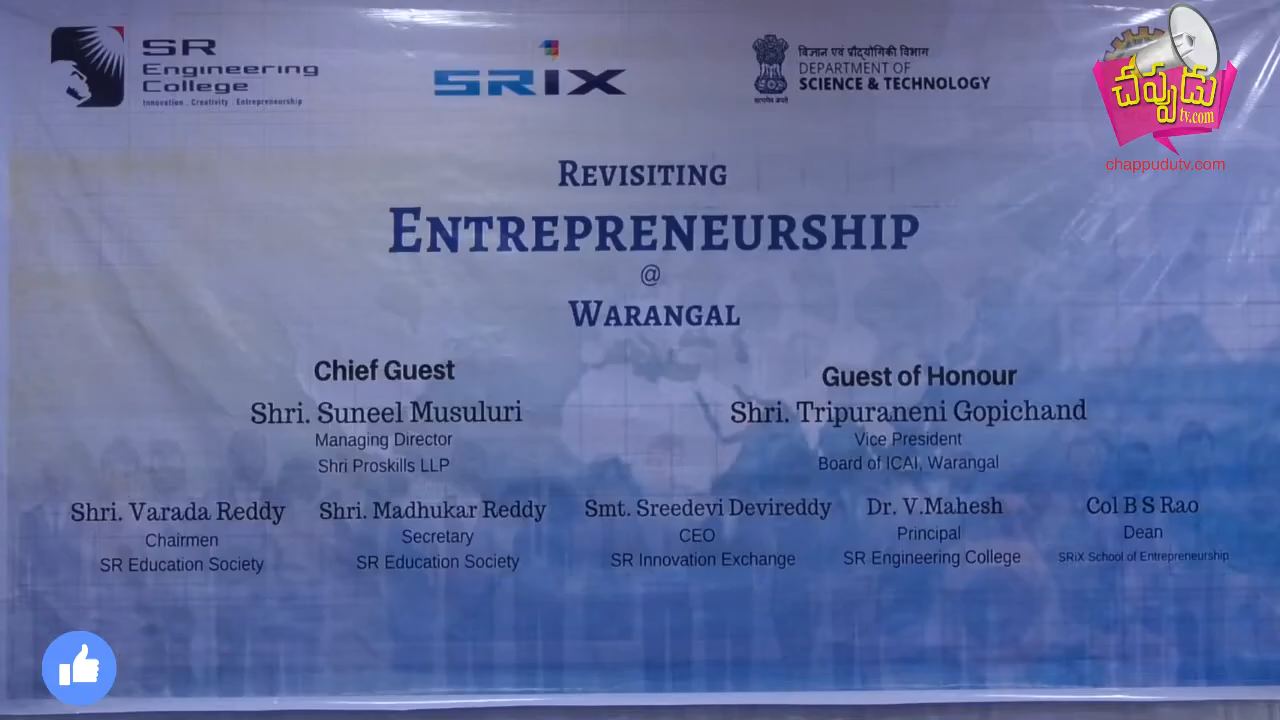 SR
Engineering
College
Innovation . Creativity . Entrepreneurship
SRiX
विज्ञान एवं प्रौद्योगिकी विभाग
DEPARTMENT OF
SCIENCE & TECHNOLOGY
सत्यमेव जयते
చప్పుడు
tv.com
chappudutv.com
REVISITING
ENTREPRENEURSHIP
@
WARANGAL
Chief Guest
Shri. Suneel Musuluri
Managing Director
Shri Proskills LLP
Guest of Honour
Shri. Tripuraneni Gopichand
Vice President
Board of ICAI, Warangal
Shri. Varada Reddy
Chairmen
SR Education Society
Shri. Madhukar Reddy
Secretary
SR Education Society
Smt. Sreedevi Devireddy
CEO
SR Innovation Exchange
Dr. V.Mahesh
Principal
SR Engineering College
Col B S Rao
Dean
SRiX School of Entrepreneurship